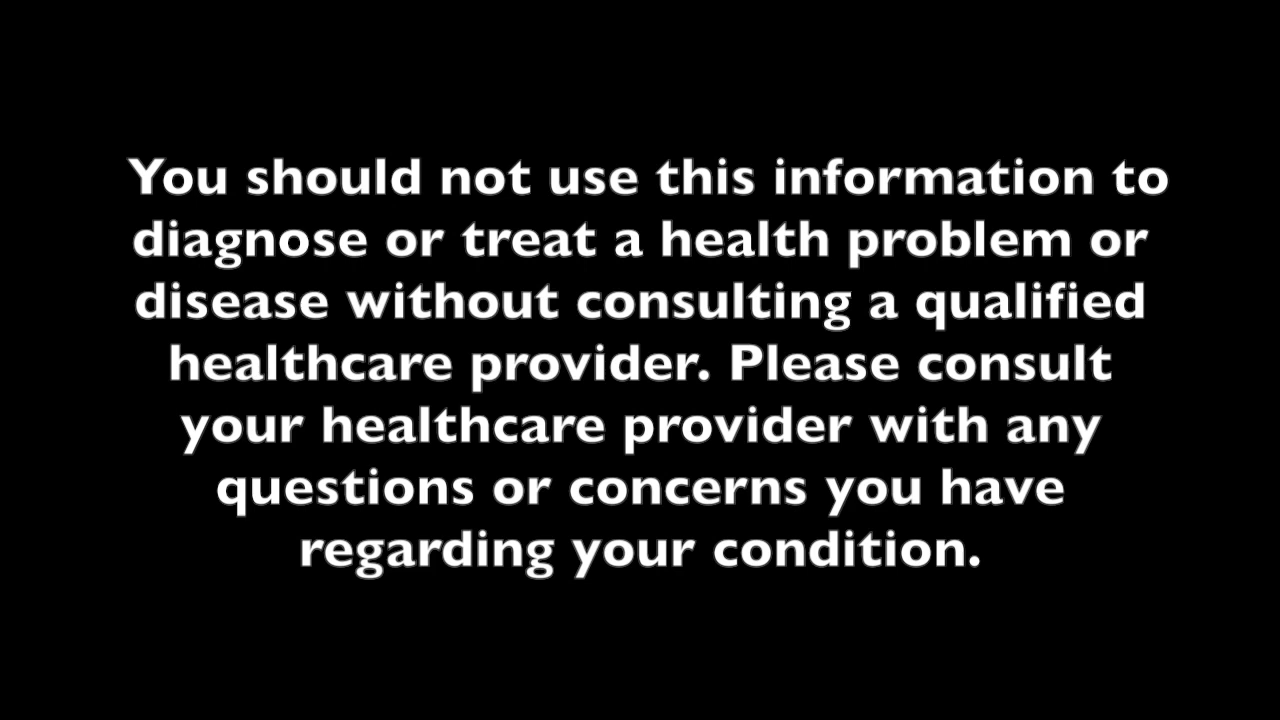 You should not use this information to
diagnose or treat a health problem or
disease without consulting a qualified
healthcare provider. Please consult
your healthcare provider with any
questions or concerns you have
regarding your condition.